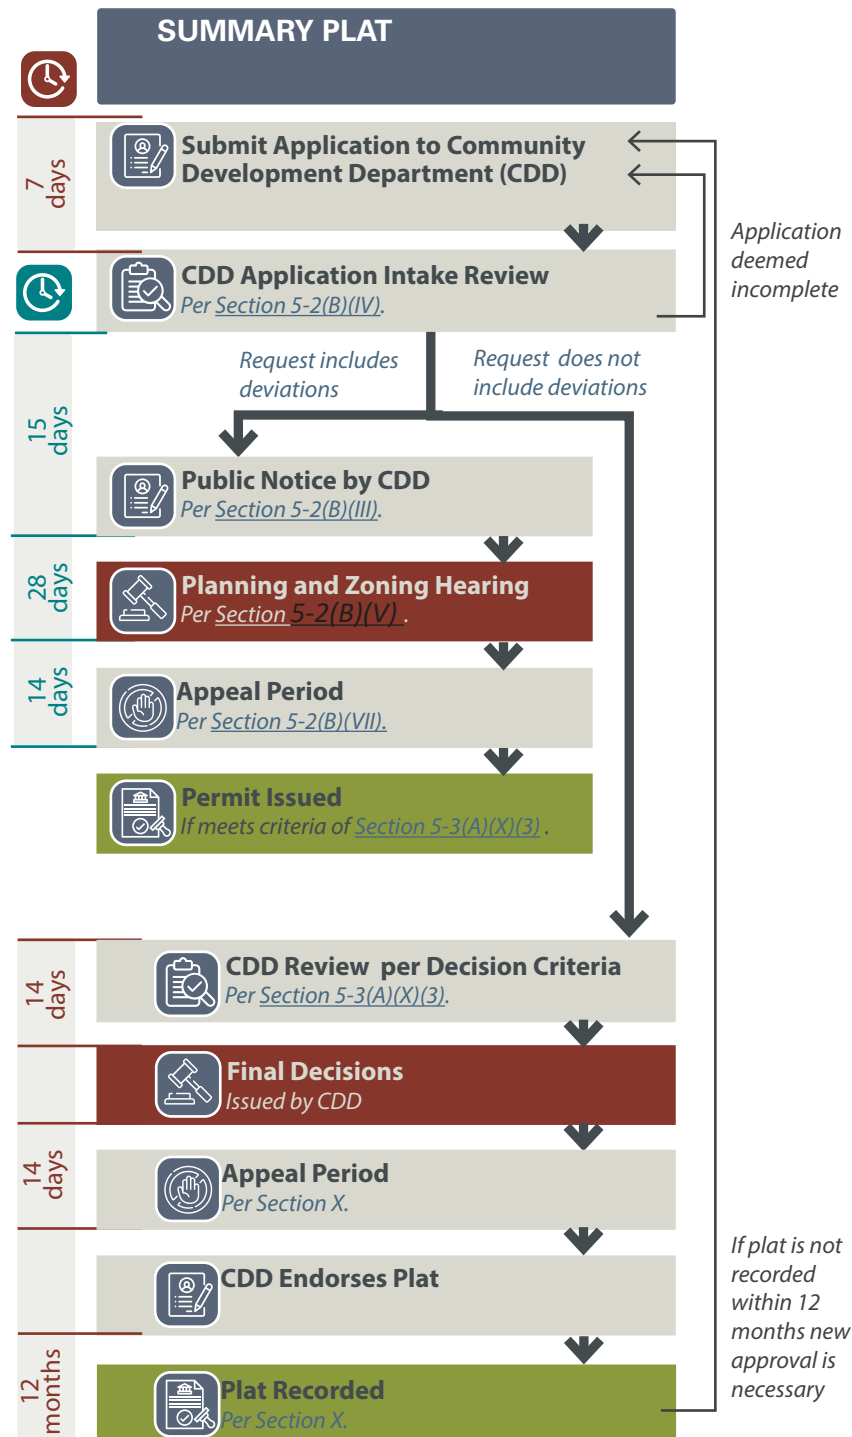 SUMMARY PLAT
7
days
Submit Application to Community
Development Department (CDD)
Application
deemed
incomplete
CDD Application Intake Review
Per Section 5-2(B)(IV).
Request includes
deviations
Request does not
include deviations
15
days
Public Notice by CDD
Per Section 5-2(B)(III).
28
days
Planning and Zoning Hearing
Per Section 5-2(B)(V) .
14
days
Appeal Period
Per Section 5-2(B)(VII).
Permit Issued
If meets criteria of Section 5-3(A)(X)(3) .
14
days
CDD Review per Decision Criteria
Per Section 5-3(A)(X)(3).
Final Decisions
Issued by CDD
14
days
Appeal Period
Per Section X.
CDD Endorses Plat
If plat is not
recorded
within 12
months new
approval is
necessary
12
months
Plat Recorded
Per Section X.